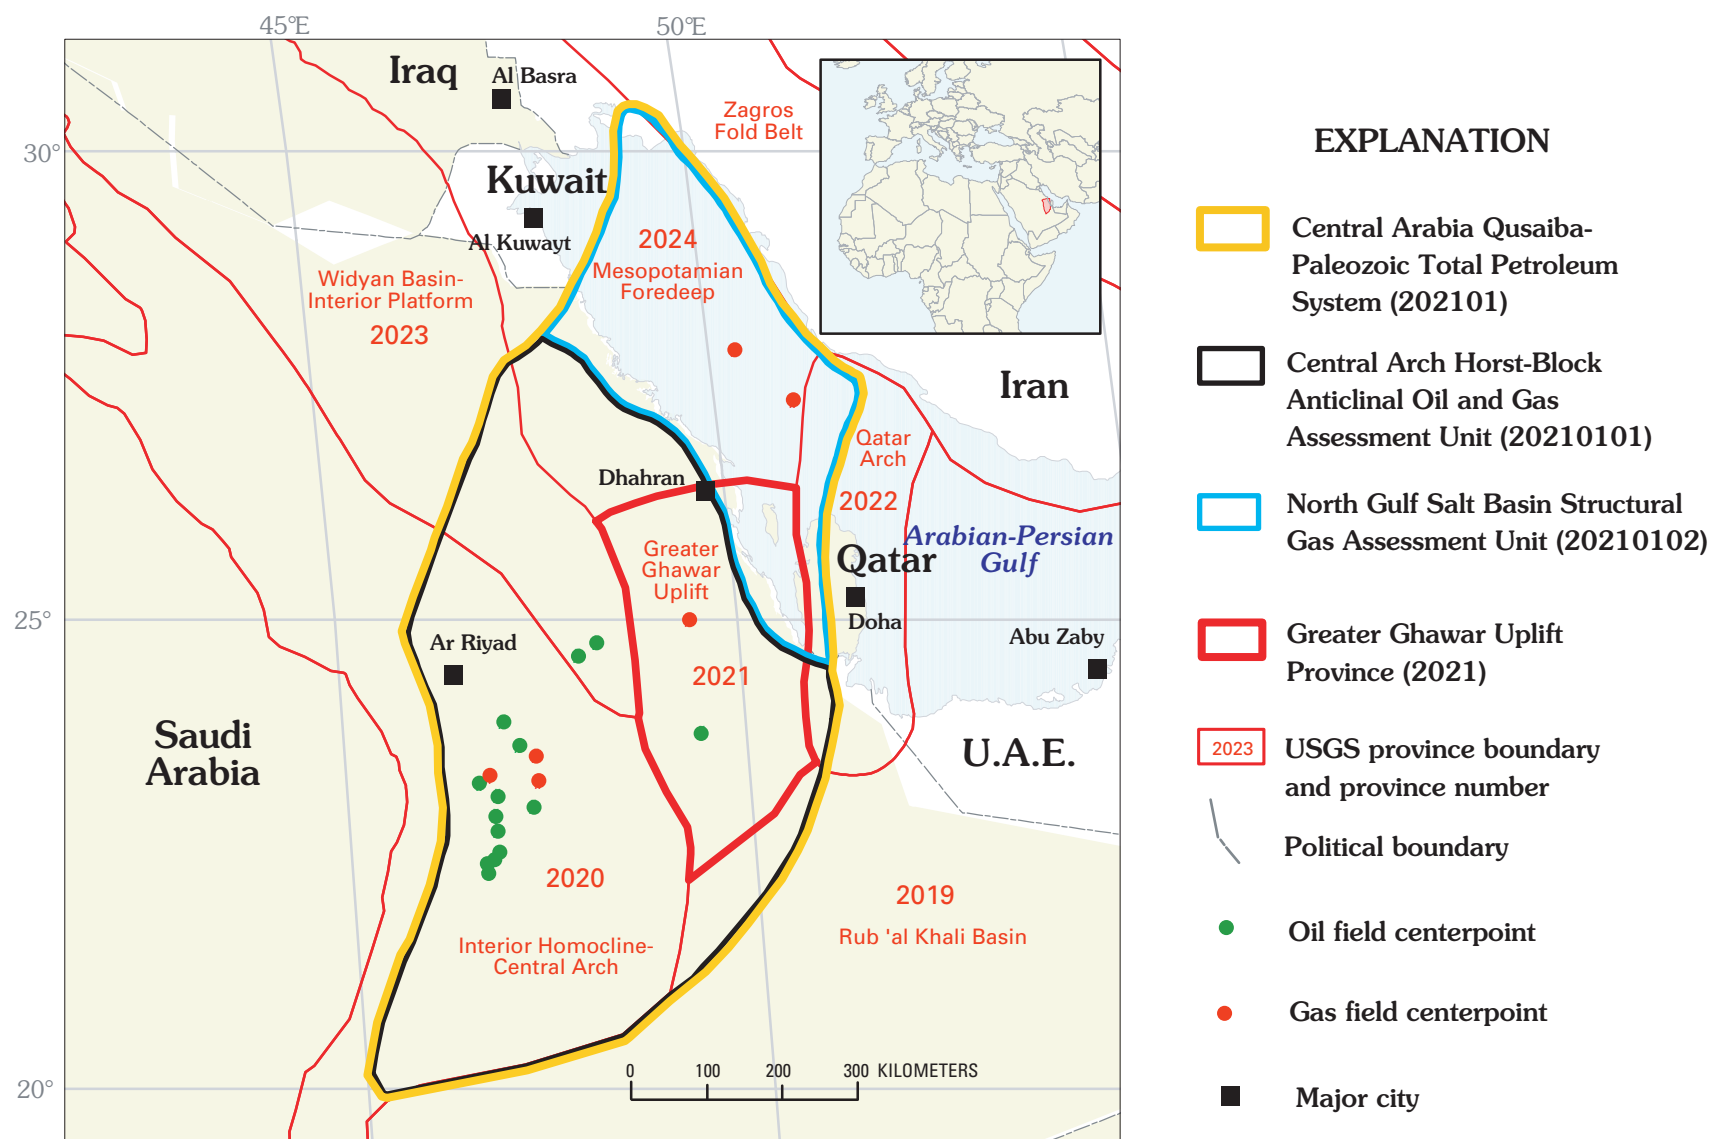 45°E
50°E
30°
25°
20°
Iraq
Al Basra
Zagros
Fold Belt
Kuwait
Al Kuwayt
2024
Mesopotamian
Foredeep
Widyan Basin-
Interior Platform
2023
Iran
Qatar
Arch
2022
Dhahran
Arabian-Persian
Gulf
Greater
Ghawar
Uplift
Qatar
Doha
Abu Zaby
Ar Riyad
2021
Saudi
Arabia
U.A.E.
2020
Interior Homocline-
Central Arch
2019
Rub 'al Khali Basin
0 100 200 300 KILOMETERS
EXPLANATION
Central Arabia Qusaiba-
Paleozoic Total Petroleum
System (202101)
Central Arch Horst-Block
Anticlinal Oil and Gas
Assessment Unit (20210101)
North Gulf Salt Basin Structural
Gas Assessment Unit (20210102)
Greater Ghawar Uplift
Province (2021)
2023
USGS province boundary
and province number
Political boundary
Oil field centerpoint
Gas field centerpoint
Major city